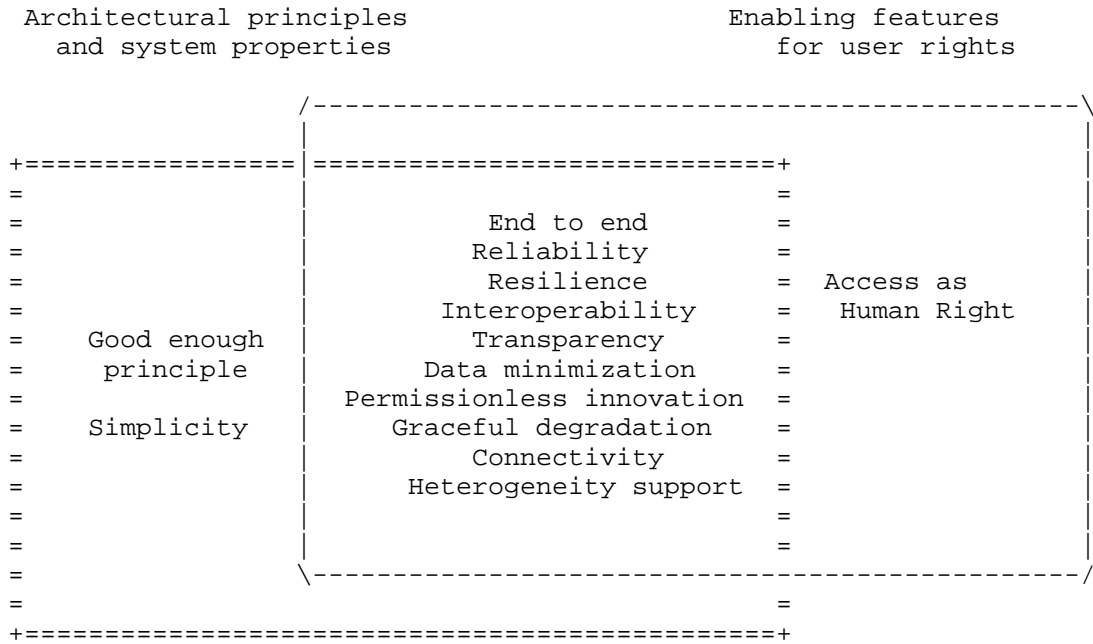 Architectural principles                    Enabling features
and system properties                        for user rights
/------------------------------------------------\
|                                                |
+=================|=============================+                   |
=                 |                             =                   |
=                 |           End to end        =                   |
=                 |          Reliability        =                   |
=                 |           Resilience        =  Access as        |
=                 |        Interoperability     =   Human Right     |
=    Good enough  |          Transparency       =                   |
=     principle   |       Data minimization     =                   |
=                 |  Permissionless innovation  =                   |
=    Simplicity   |     Graceful degradation    =                   |
=                 |          Connectivity       =                   |
=                 |      Heterogeneity support  =                   |
=                 |                             =                   |
=                 |                             =                   |
=                 \------------------------------------------------/
=                                               =
+===============================================+